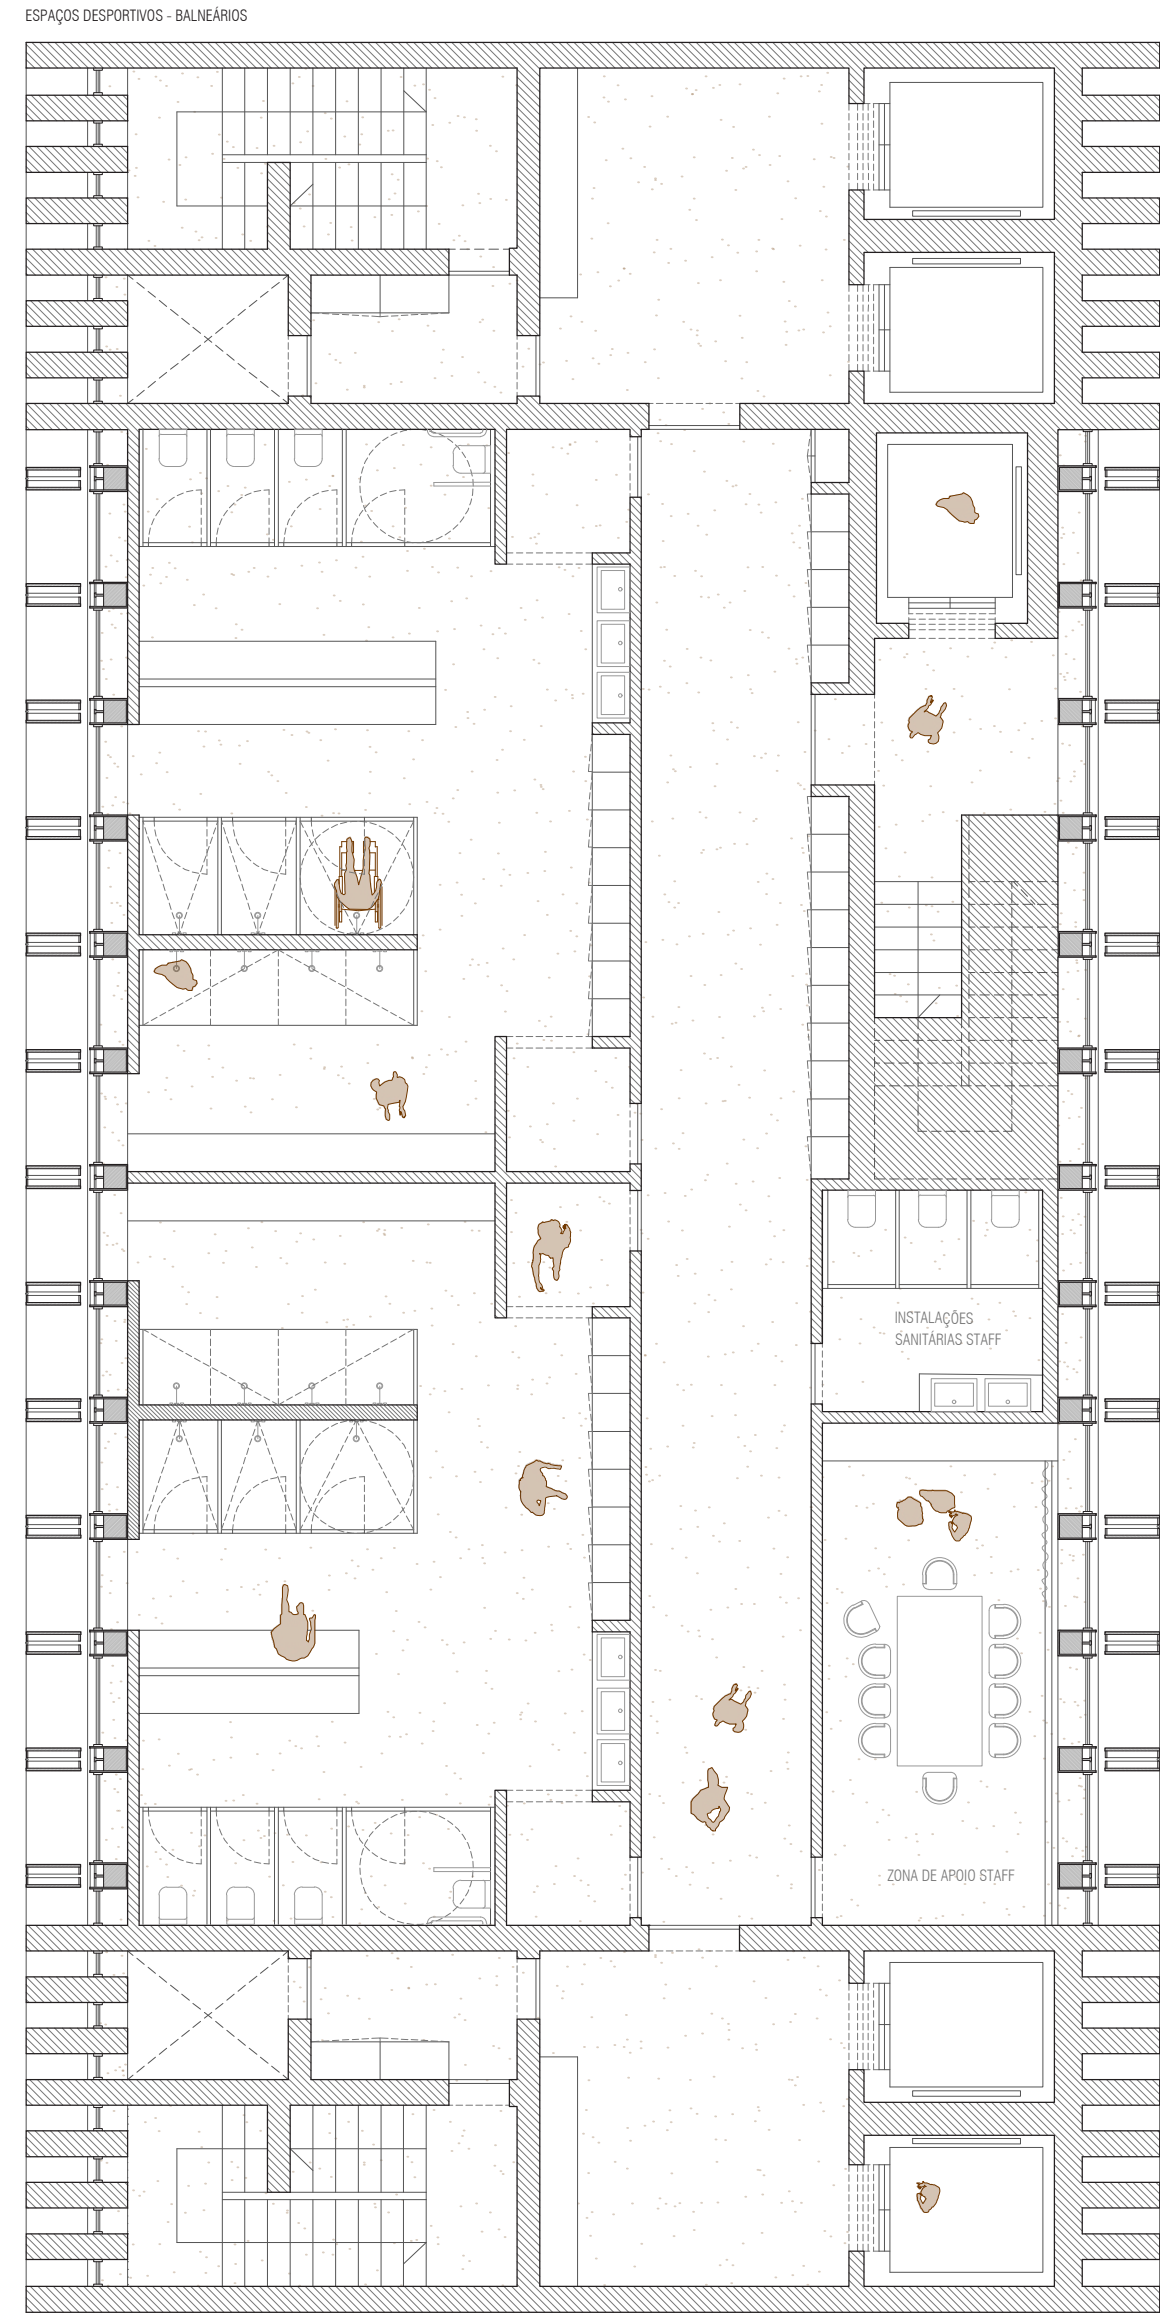 ESPAÇOS DESPORTIVOS - BALNEÁRIOS
INSTALAÇÕES
SANITÁRIAS STAFF
ZONA DE APOIO STAFF